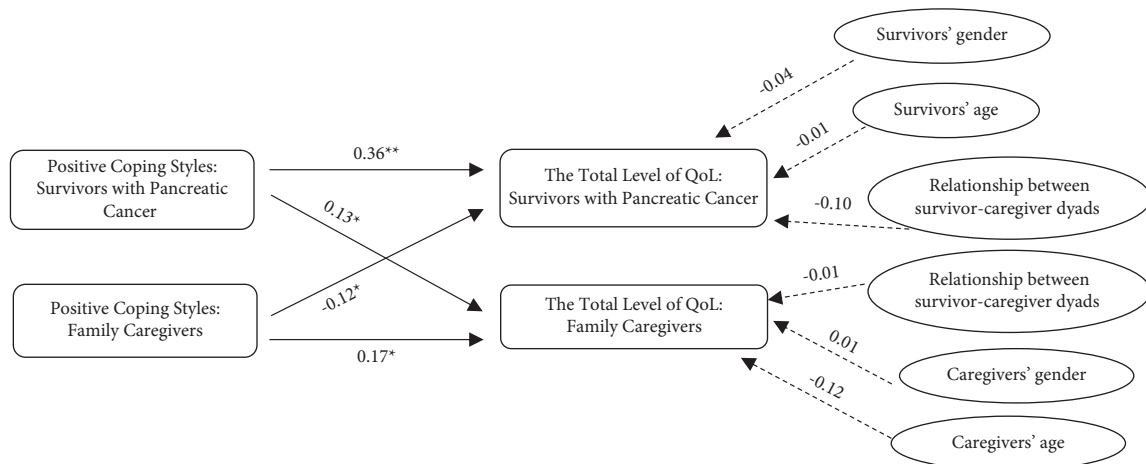 Positive Coping Styles:
Survivors with Pancreatic
Cancer
Positive Coping Styles:
Family Caregivers
0.36**
0.13*
-0.12*
0.17*
The Total Level of QoL:
Survivors with Pancreatic Cancer
The Total Level of QoL:
Family Caregivers
-0.04
-0.01
-0.10
-0.01
0.01
-0.12
Survivors' gender
Survivors' age
Relationship between
survivor-caregiver dyads
Relationship between
survivor-caregiver dyads
Caregivers' gender
Caregivers' age